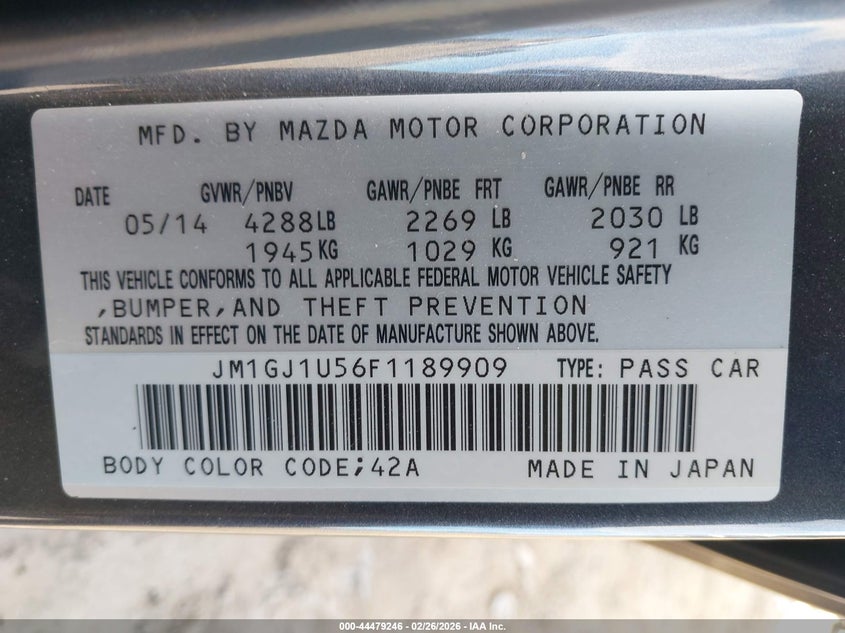 MFD. BY MAZDA MOTOR CORPORATION
DATE GVWR/PNBV GAWR/PNBE FRT GAWR/PNBE RR
05/14 4288LB 2269 LB 2030 LB
1945KG 1029 KG 921 KG
THIS VEHICLE CONFORMS TO ALL APPLICABLE FEDERAL MOTOR VEHICLE SAFETY
,BUMPER,AND THEFT PREVENTION
STANDARDS IN EFFECT ON THE DATE OF MANUFACTURE SHOWN ABOVE.
JM1GJ1U56F1189909 TYPE: PASS CAR
BODY COLOR CODE;42A MADE IN JAPAN
000-44479246 - 02/26/2026 - IAA Inc.